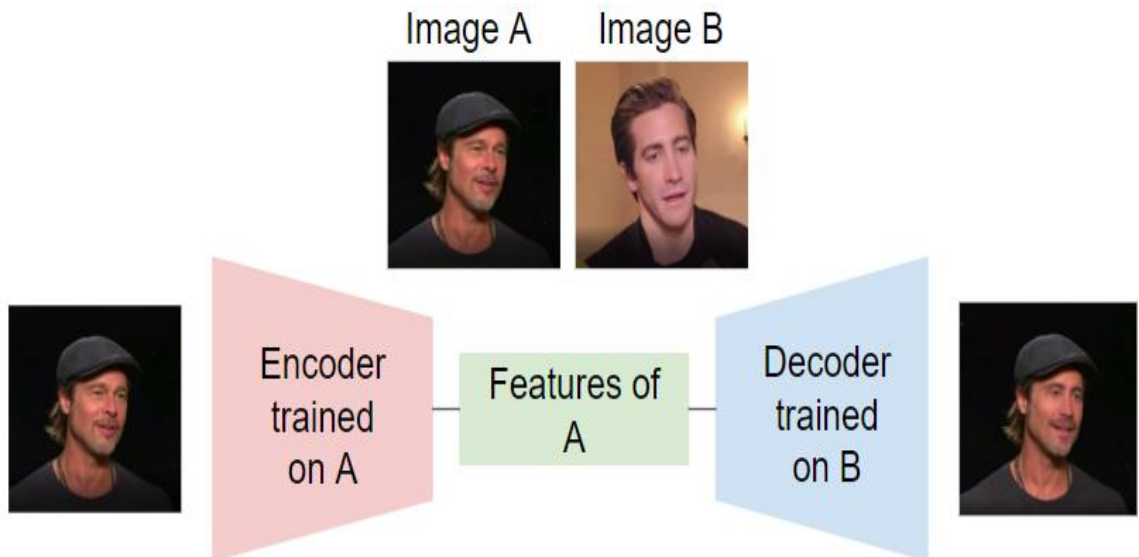 Image A Image B
Encoder
trained
on A
Features of
A
Decoder
trained
on B